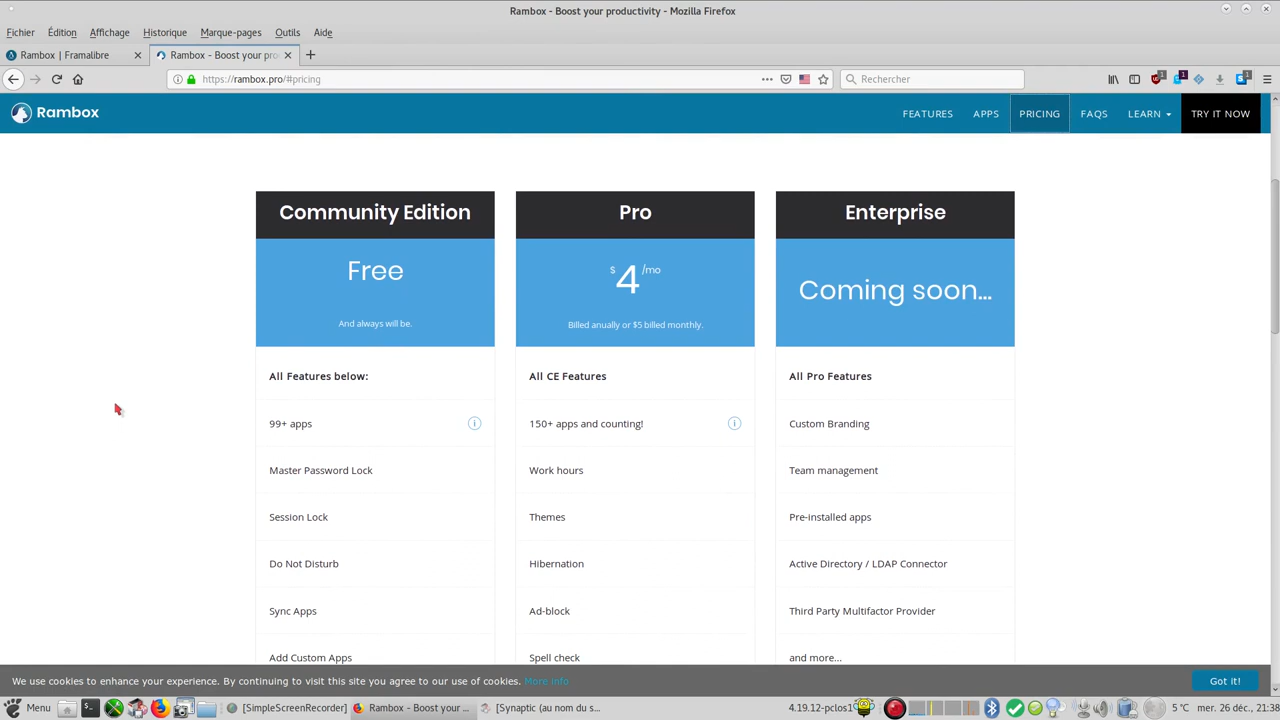 Rambox - Boost your productivity - Mozilla Firefox
Fichier Édition Affichage Historique Marque-pages Outils Aide
Rambox | Framalibre Rambox - Boost your pro
https://rambox.pro/#pricing Rechercher
Rambox FEATURES APPS PRICING FAQS LEARN TRY IT NOW
Community Edition
Free
And always will be.
All Features below:
99+ apps
Master Password Lock
Session Lock
Do Not Disturb
Sync Apps
Add Custom Apps
Pro
$4/mo
Billed anually or $5 billed monthly.
All CE Features
150+ apps and counting!
Work hours
Themes
Hibernation
Ad-block
Spell check
Enterprise
Coming soon...
All Pro Features
Custom Branding
Team management
Pre-installed apps
Active Directory / LDAP Connector
Third Party Multifactor Provider
and more...
We use cookies to enhance your experience. By continuing to visit this site you agree to our use of cookies. More info
Got it!
Menu [SimpleScreenRecorder] Rambox - Boost your ... [Synaptic (au nom du s... 4.19.12-pclos1 5 °C mer. 26 déc., 21:38